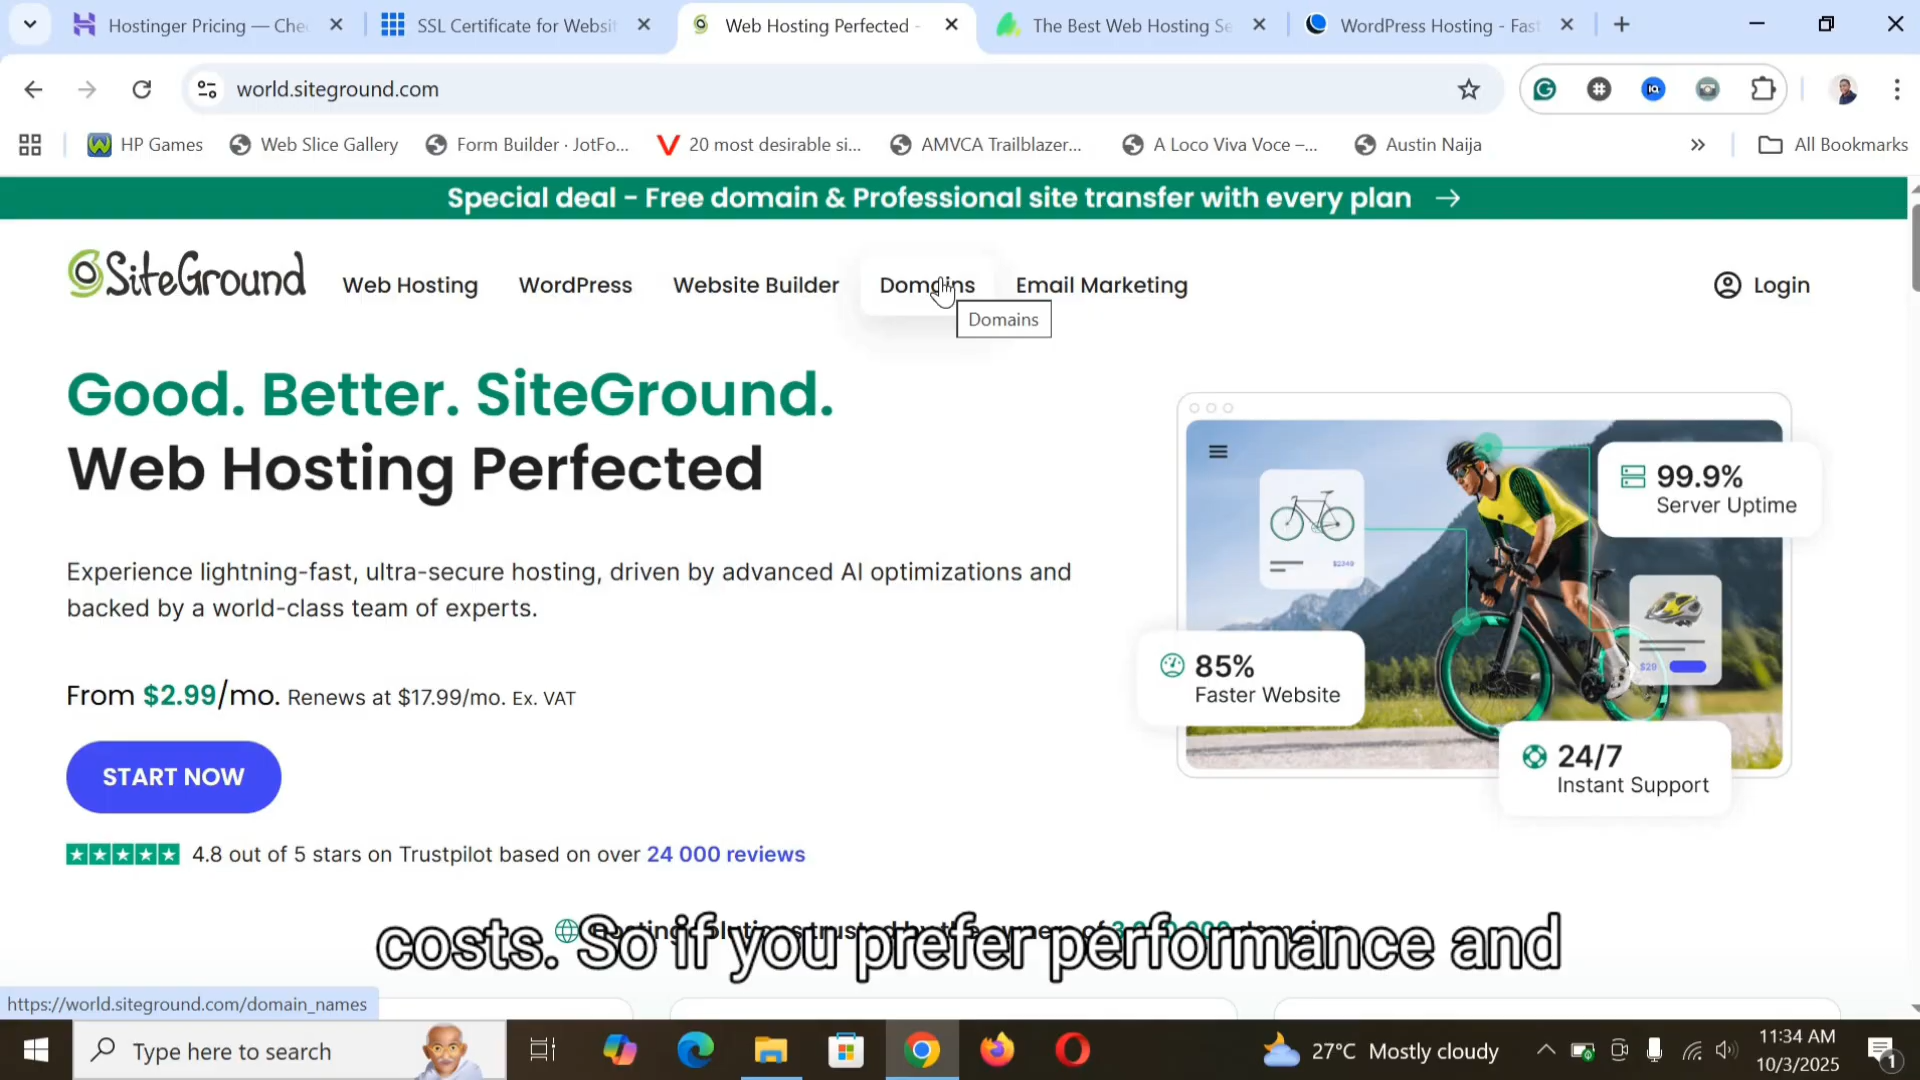 Hostinger Pricing — Che
SSL Certificate for Websit
Web Hosting Perfected -
The Best Web Hosting Se
WordPress Hosting - Fast
world.siteground.com
HP Games
Web Slice Gallery
Form Builder · JotFo...
20 most desirable si...
AMVCA Trailblazer...
A Loco Viva Voce –...
Austin Naija
All Bookmarks
Special deal – Free domain & Professional site transfer with every plan
SiteGround
Web Hosting
WordPress
Website Builder
Domains
Email Marketing
Login
Domains
Good. Better. SiteGround.
Web Hosting Perfected
99.9%
Server Uptime
Experience lightning-fast, ultra-secure hosting, driven by advanced AI optimizations and
backed by a world-class team of experts.
85%
Faster Website
$29
From $2.99/mo. Renews at $17.99/mo. Ex. VAT
24/7
Instant Support
START NOW
4.8 out of 5 stars on Trustpilot based on over 24 000 reviews
costs. So if you prefer performance and
https://world.siteground.com/domain_names
Type here to search
27°C Mostly cloudy
11:34 AM
10/3/2025
1